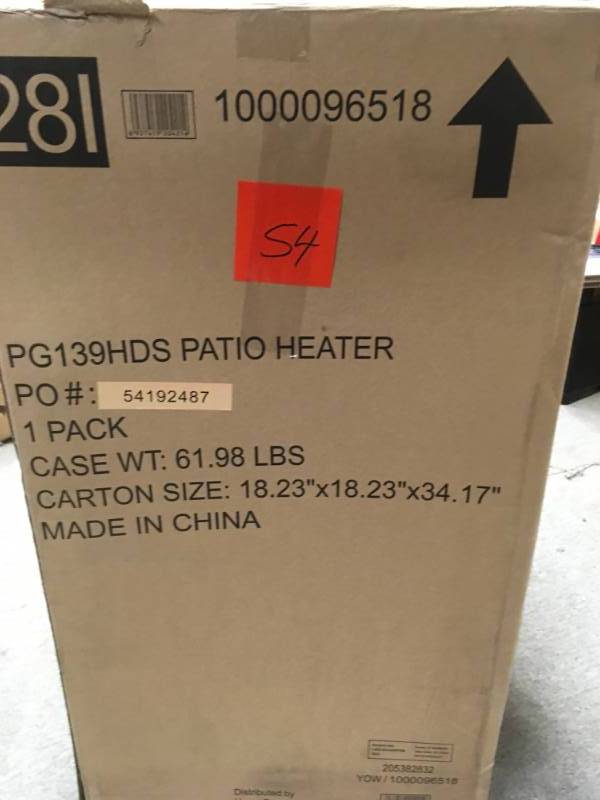 28I
1000096518
S4
PG139HDS PATIO HEATER
PO#: 54192487
1 PACK
CASE WT: 61.98 LBS
CARTON SIZE: 18.23"x18.23"x34.17"
MADE IN CHINA
205382832
YOW / 1000096518
Distributed by